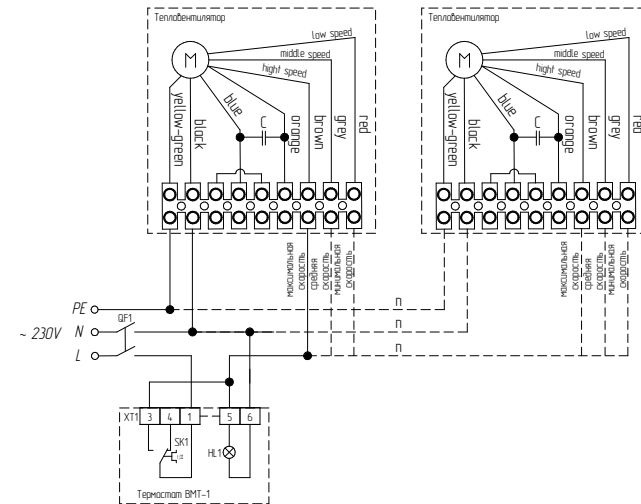 Тепловентилятор
M
low speed
middle speed
hight speed
yellow-green
black
blue
C
orange
brown
grey
red
Тепловентилятор
M
low speed
middle speed
hight speed
yellow-green
black
blue
C
orange
brown
grey
red
максимальная
скорость
средняя
скорость
минимальная
скорость
максимальная
скорость
средняя
скорость
минимальная
скорость
PE
n
~ 230V
QF1
N
n
L
n
XT1
3
4
1
5
6
SK1
HL1
Термостат ВМТ-1